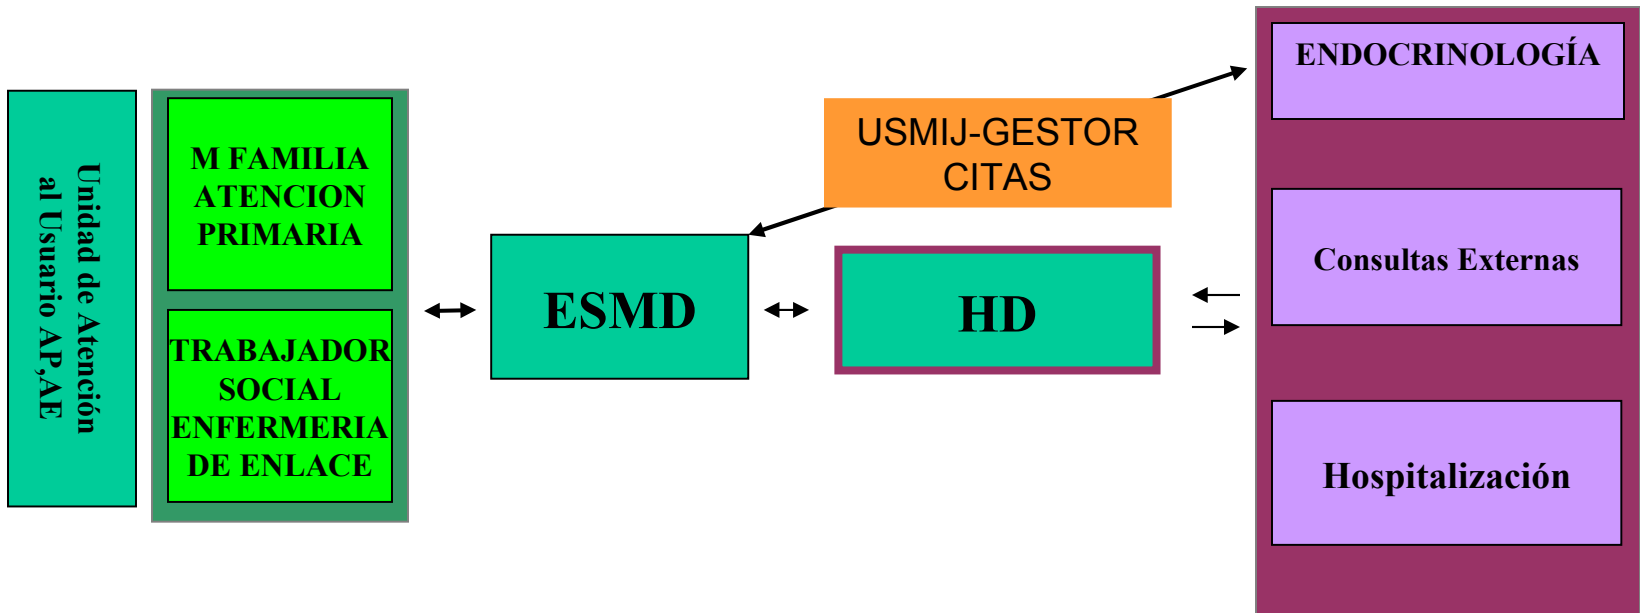 Unidad de Atención
al Usuario AP,AE
M FAMILIA
ATENCION
PRIMARIA
TRABAJADOR
SOCIAL
ENFERMERIA
DE ENLACE
ESMD
USMIJ-GESTOR
CITAS
HD
ENDOCRINOLOGÍA
Consultas Externas
Hospitalización